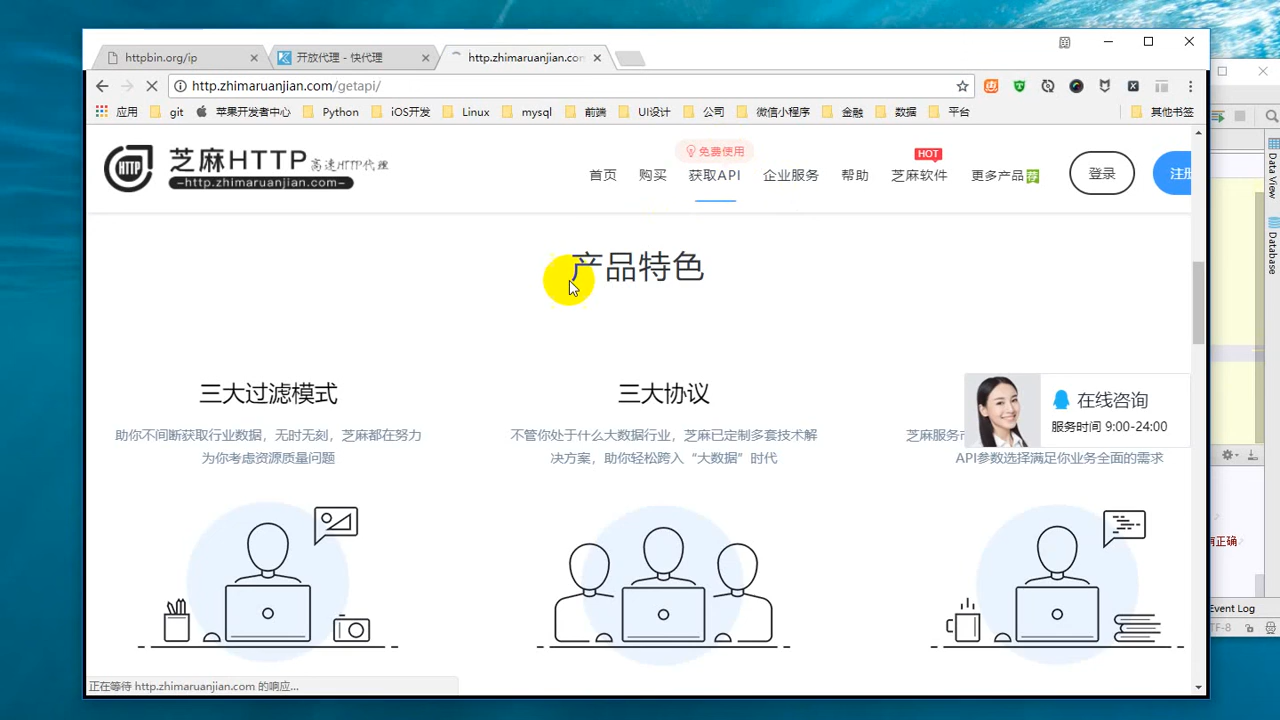 httpbin.org/ip
开放代理 - 快代理
http.zhimaruanjian.con
http.zhimaruanjian.com/getapi/
应用 git 苹果开发者中心 Python iOS开发 Linux mysql 前端 UI设计 公司 微信小程序 金融 数据 平台 其他书签
HTTP 芝麻HTTP 高速HTTP代理
-http.zhimaruanjian.com-
免费使用
HOT
首页 购买 获取API 企业服务 帮助 芝麻软件 更多产品荐 登录 注册
产品特色
三大过滤模式
助你不间断获取行业数据，无时无刻，芝麻都在努力
为你考虑资源质量问题
三大协议
不管你处于什么大数据行业，芝麻已定制多套技术解
决方案，助你轻松跨入“大数据”时代
芝麻服务
API参数选择满足你业务全面的需求
在线咨询
服务时间 9:00-24:00
正在等待 http.zhimaruanjian.com 的响应...
Data View
Database
有正确
Event Log
TF-8